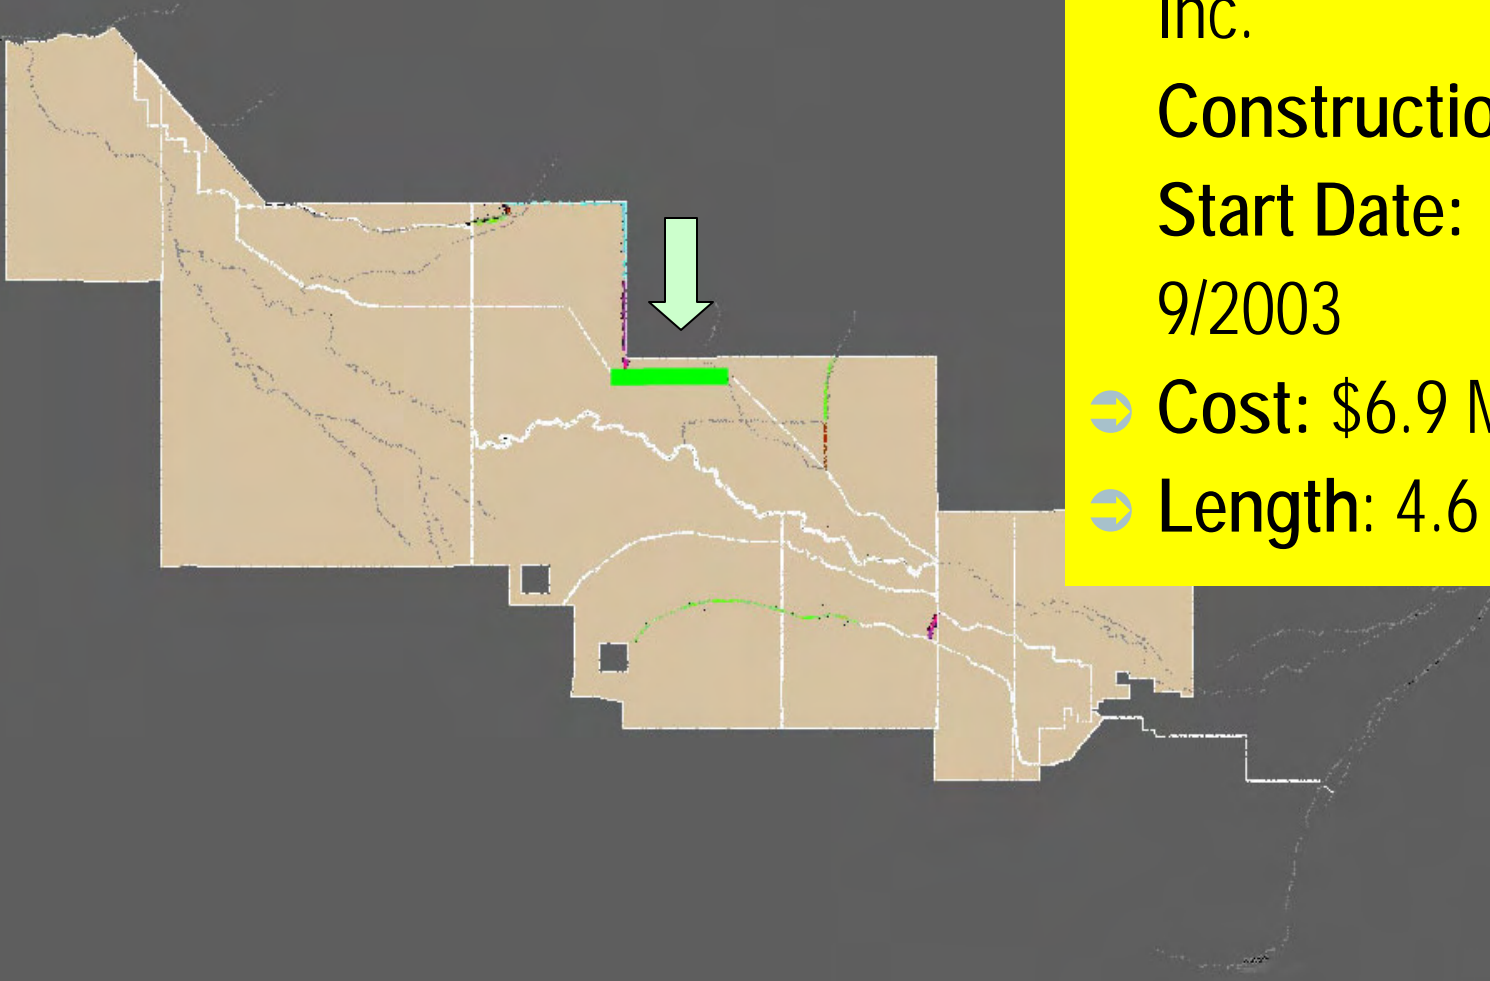 Inc.
Constructio
Start Date:
9/2003
Cost: $6.9 M
Length: 4.6